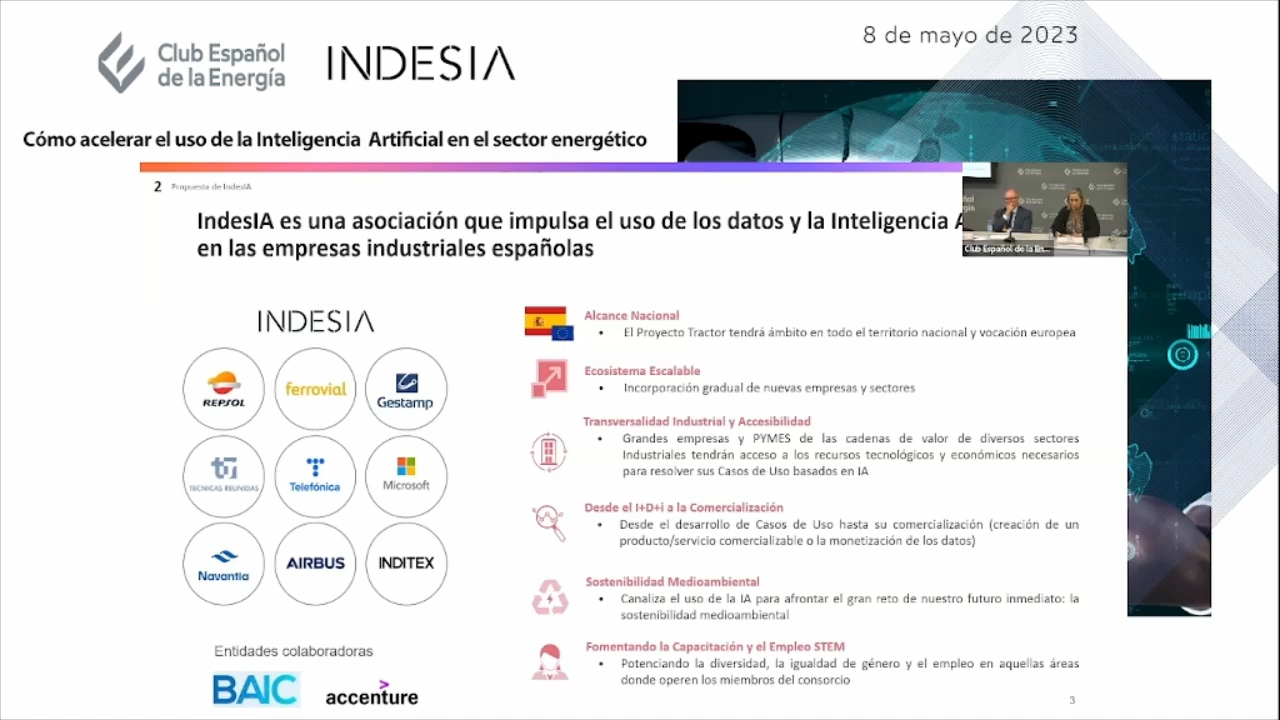 8 de mayo de 2023
Club Español
de la Energía
INDESIA
Cómo acelerar el uso de la Inteligencia Artificial en el sector energético
2 Propuesta de IndesIA
IndesIA es una asociación que impulsa el uso de los datos y la Inteligencia A
en las empresas industriales españolas
Club Español de la En...
INDESIA
REPSOL
ferrovial
Gestamp
TECNICAS REUNIDAS
Telefónica
Microsoft
Navantia
AIRBUS
INDITEX
Entidades colaboradoras
BAIC
accenture
Alcance Nacional
• El Proyecto Tractor tendrá ámbito en todo el territorio nacional y vocación europea
Ecosistema Escalable
• Incorporación gradual de nuevas empresas y sectores
Transversalidad Industrial y Accesibilidad
• Grandes empresas y PYMES de las cadenas de valor de diversos sectores
Industriales tendrán acceso a los recursos tecnológicos y económicos necesarios
para resolver sus Casos de Uso basados en IA
Desde el I+D+i a la Comercialización
• Desde el desarrollo de Casos de Uso hasta su comercialización (creación de un
producto/servicio comercializable o la monetización de los datos)
Sostenibilidad Medioambiental
• Canaliza el uso de la IA para afrontar el gran reto de nuestro futuro inmediato: la
sostenibilidad medioambiental
Fomentando la Capacitación y el Empleo STEM
• Potenciando la diversidad, la igualdad de género y el empleo en aquellas áreas
donde operen los miembros del consorcio
3